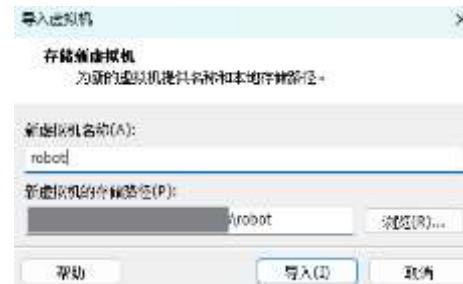 导入虚拟机
存储新虚拟机
为新的虚拟机提供名称和本地存储路径。
新虚拟机名称(A):
robot
新虚拟机的存储路径(P):
\robot
浏览(R)...
帮助
导入(I)
取消